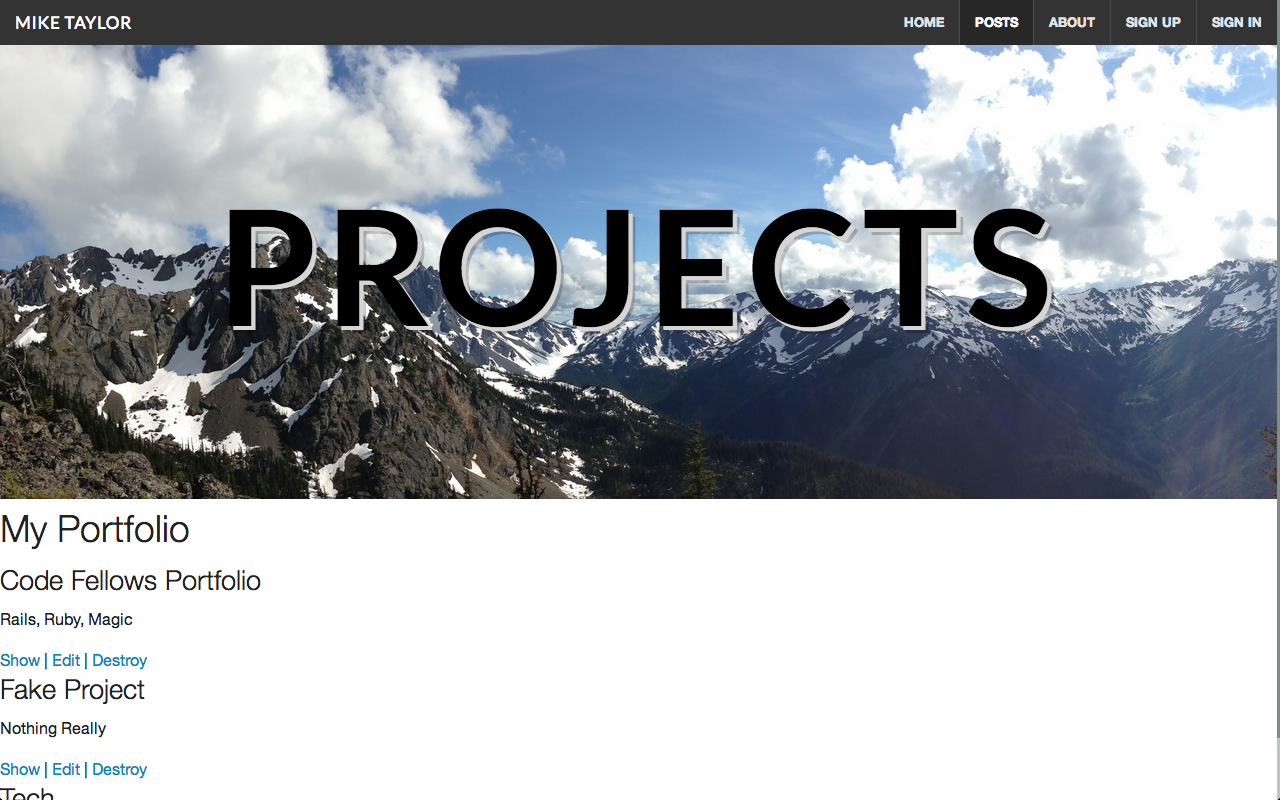 MIKE TAYLOR HOME POSTS ABOUT SIGN UP SIGN IN
PROJECTS
My Portfolio
Code Fellows Portfolio
Rails, Ruby, Magic
Show | Edit | Destroy
Fake Project
Nothing Really
Show | Edit | Destroy
Tech